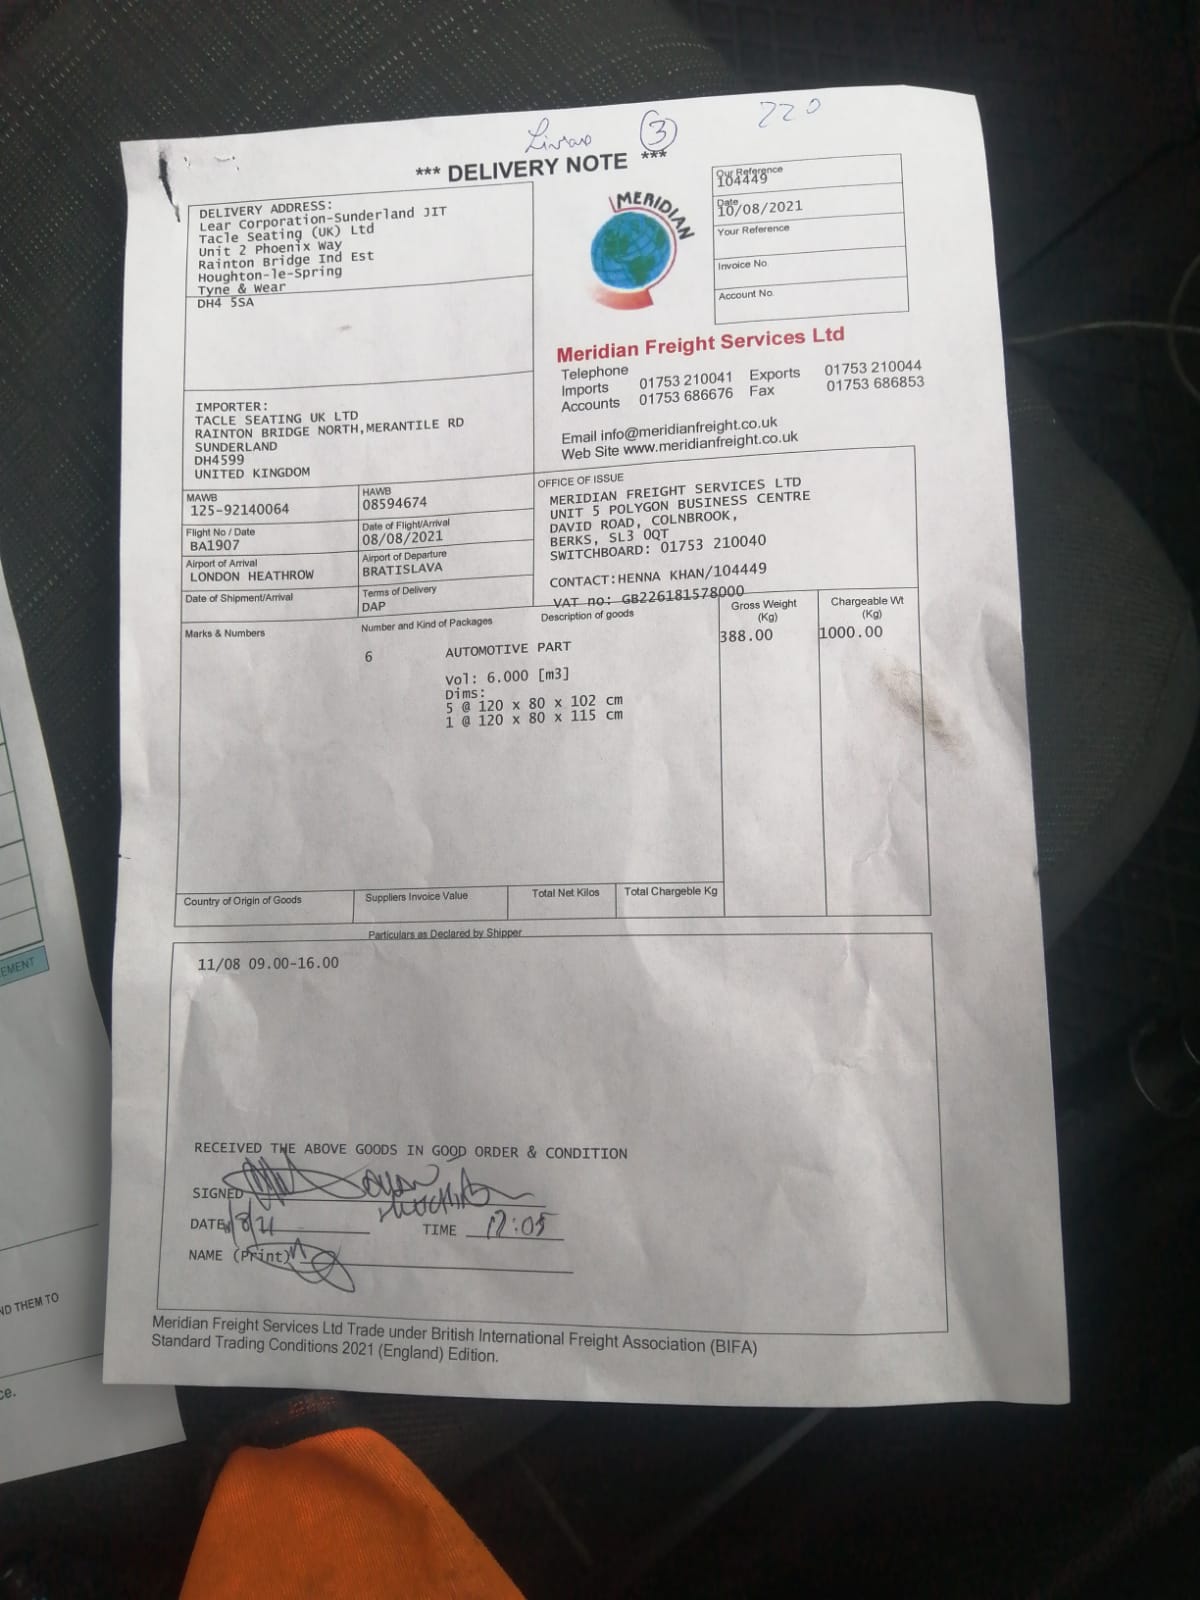 3
220
*** DELIVERY NOTE ***
DELIVERY ADDRESS:
Lear Corporation-Sunderland JIT
Tacle Seating (UK) Ltd
Unit 2 Phoenix Way
Rainton Bridge Ind Est
Houghton-le-Spring
Tyne & Wear
DH4 5SA
MERIDIAN
Our Reference
104449
Date
10/08/2021
Your Reference
Invoice No.
Account No.
Meridian Freight Services Ltd
Telephone
Imports 01753 210041 Exports 01753 210044
Accounts 01753 686676 Fax 01753 686853
Email info@meridianfreight.co.uk
Web Site www.meridianfreight.co.uk
IMPORTER:
TACLE SEATING UK LTD
RAINTON BRIDGE NORTH,MERANTILE RD
SUNDERLAND
DH4599
UNITED KINGDOM
MAWB
125-92140064
HAWB
08594674
Flight No / Date
BA1907
Date of Flight/Arrival
08/08/2021
Airport of Arrival
LONDON HEATHROW
Airport of Departure
BRATISLAVA
Date of Shipment/Arrival
Terms of Delivery
DAP
OFFICE OF ISSUE
MERIDIAN FREIGHT SERVICES LTD
UNIT 5 POLYGON BUSINESS CENTRE
DAVID ROAD, COLNBROOK,
BERKS, SL3 0QT
SWITCHBOARD: 01753 210040
CONTACT:HENNA KHAN/104449
VAT no: GB226181578000
Marks & Numbers
Number and Kind of Packages
Description of goods
Gross Weight
(Kg)
Chargeable Wt
(Kg)
6
AUTOMOTIVE PART
388.00
1000.00
Vol: 6.000 [m3]
Dims:
5 @ 120 x 80 x 102 cm
1 @ 120 x 80 x 115 cm
Country of Origin of Goods
Suppliers Invoice Value
Total Net Kilos
Total Chargeble Kg
Particulars as Declared by Shipper
11/08 09.00-16.00
RECEIVED THE ABOVE GOODS IN GOOD ORDER & CONDITION
SIGNED
DATE
TIME 12:05
NAME (Print)
Meridian Freight Services Ltd Trade under British International Freight Association (BIFA)
Standard Trading Conditions 2021 (England) Edition.
EMENT
ND THEM TO
ce.